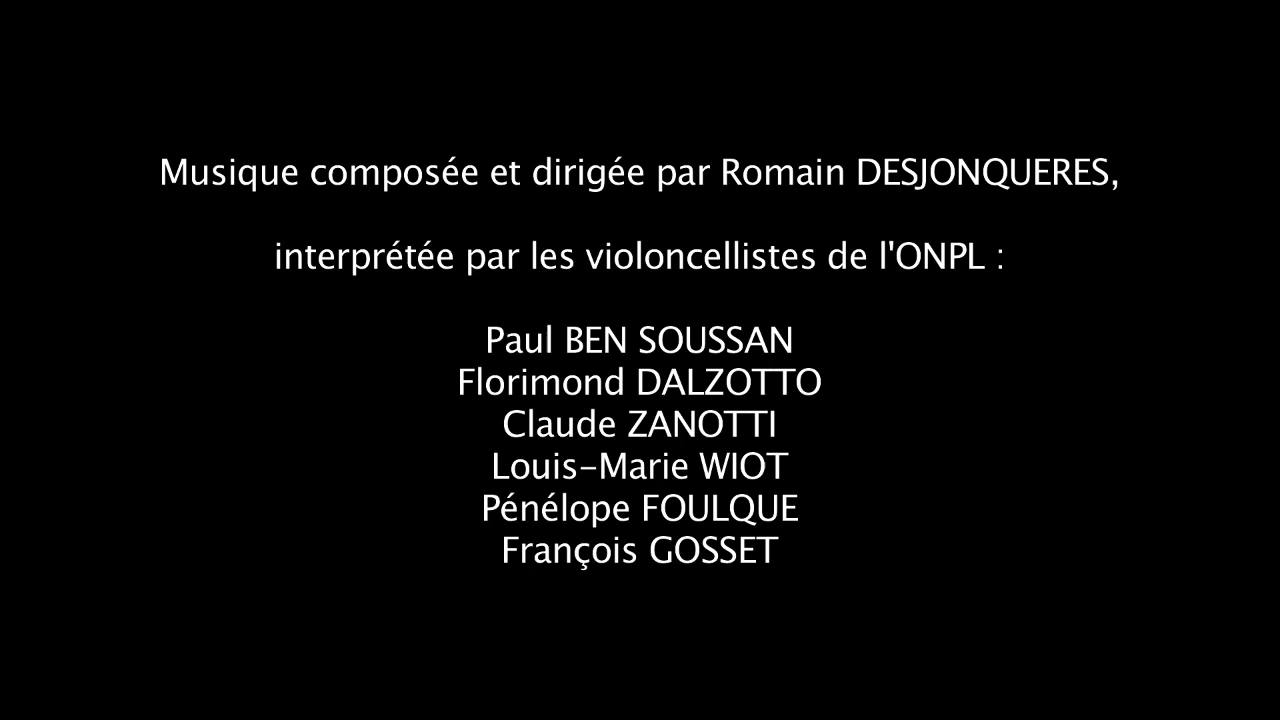 Musique composée et dirigée par Romain DESJONQUERES,
interprétée par les violoncellistes de l'ONPL :
Paul BEN SOUSSAN
Florimond DALZOTTO
Claude ZANOTTI
Louis-Marie WIOT
Pénélope FOULQUE
François GOSSET